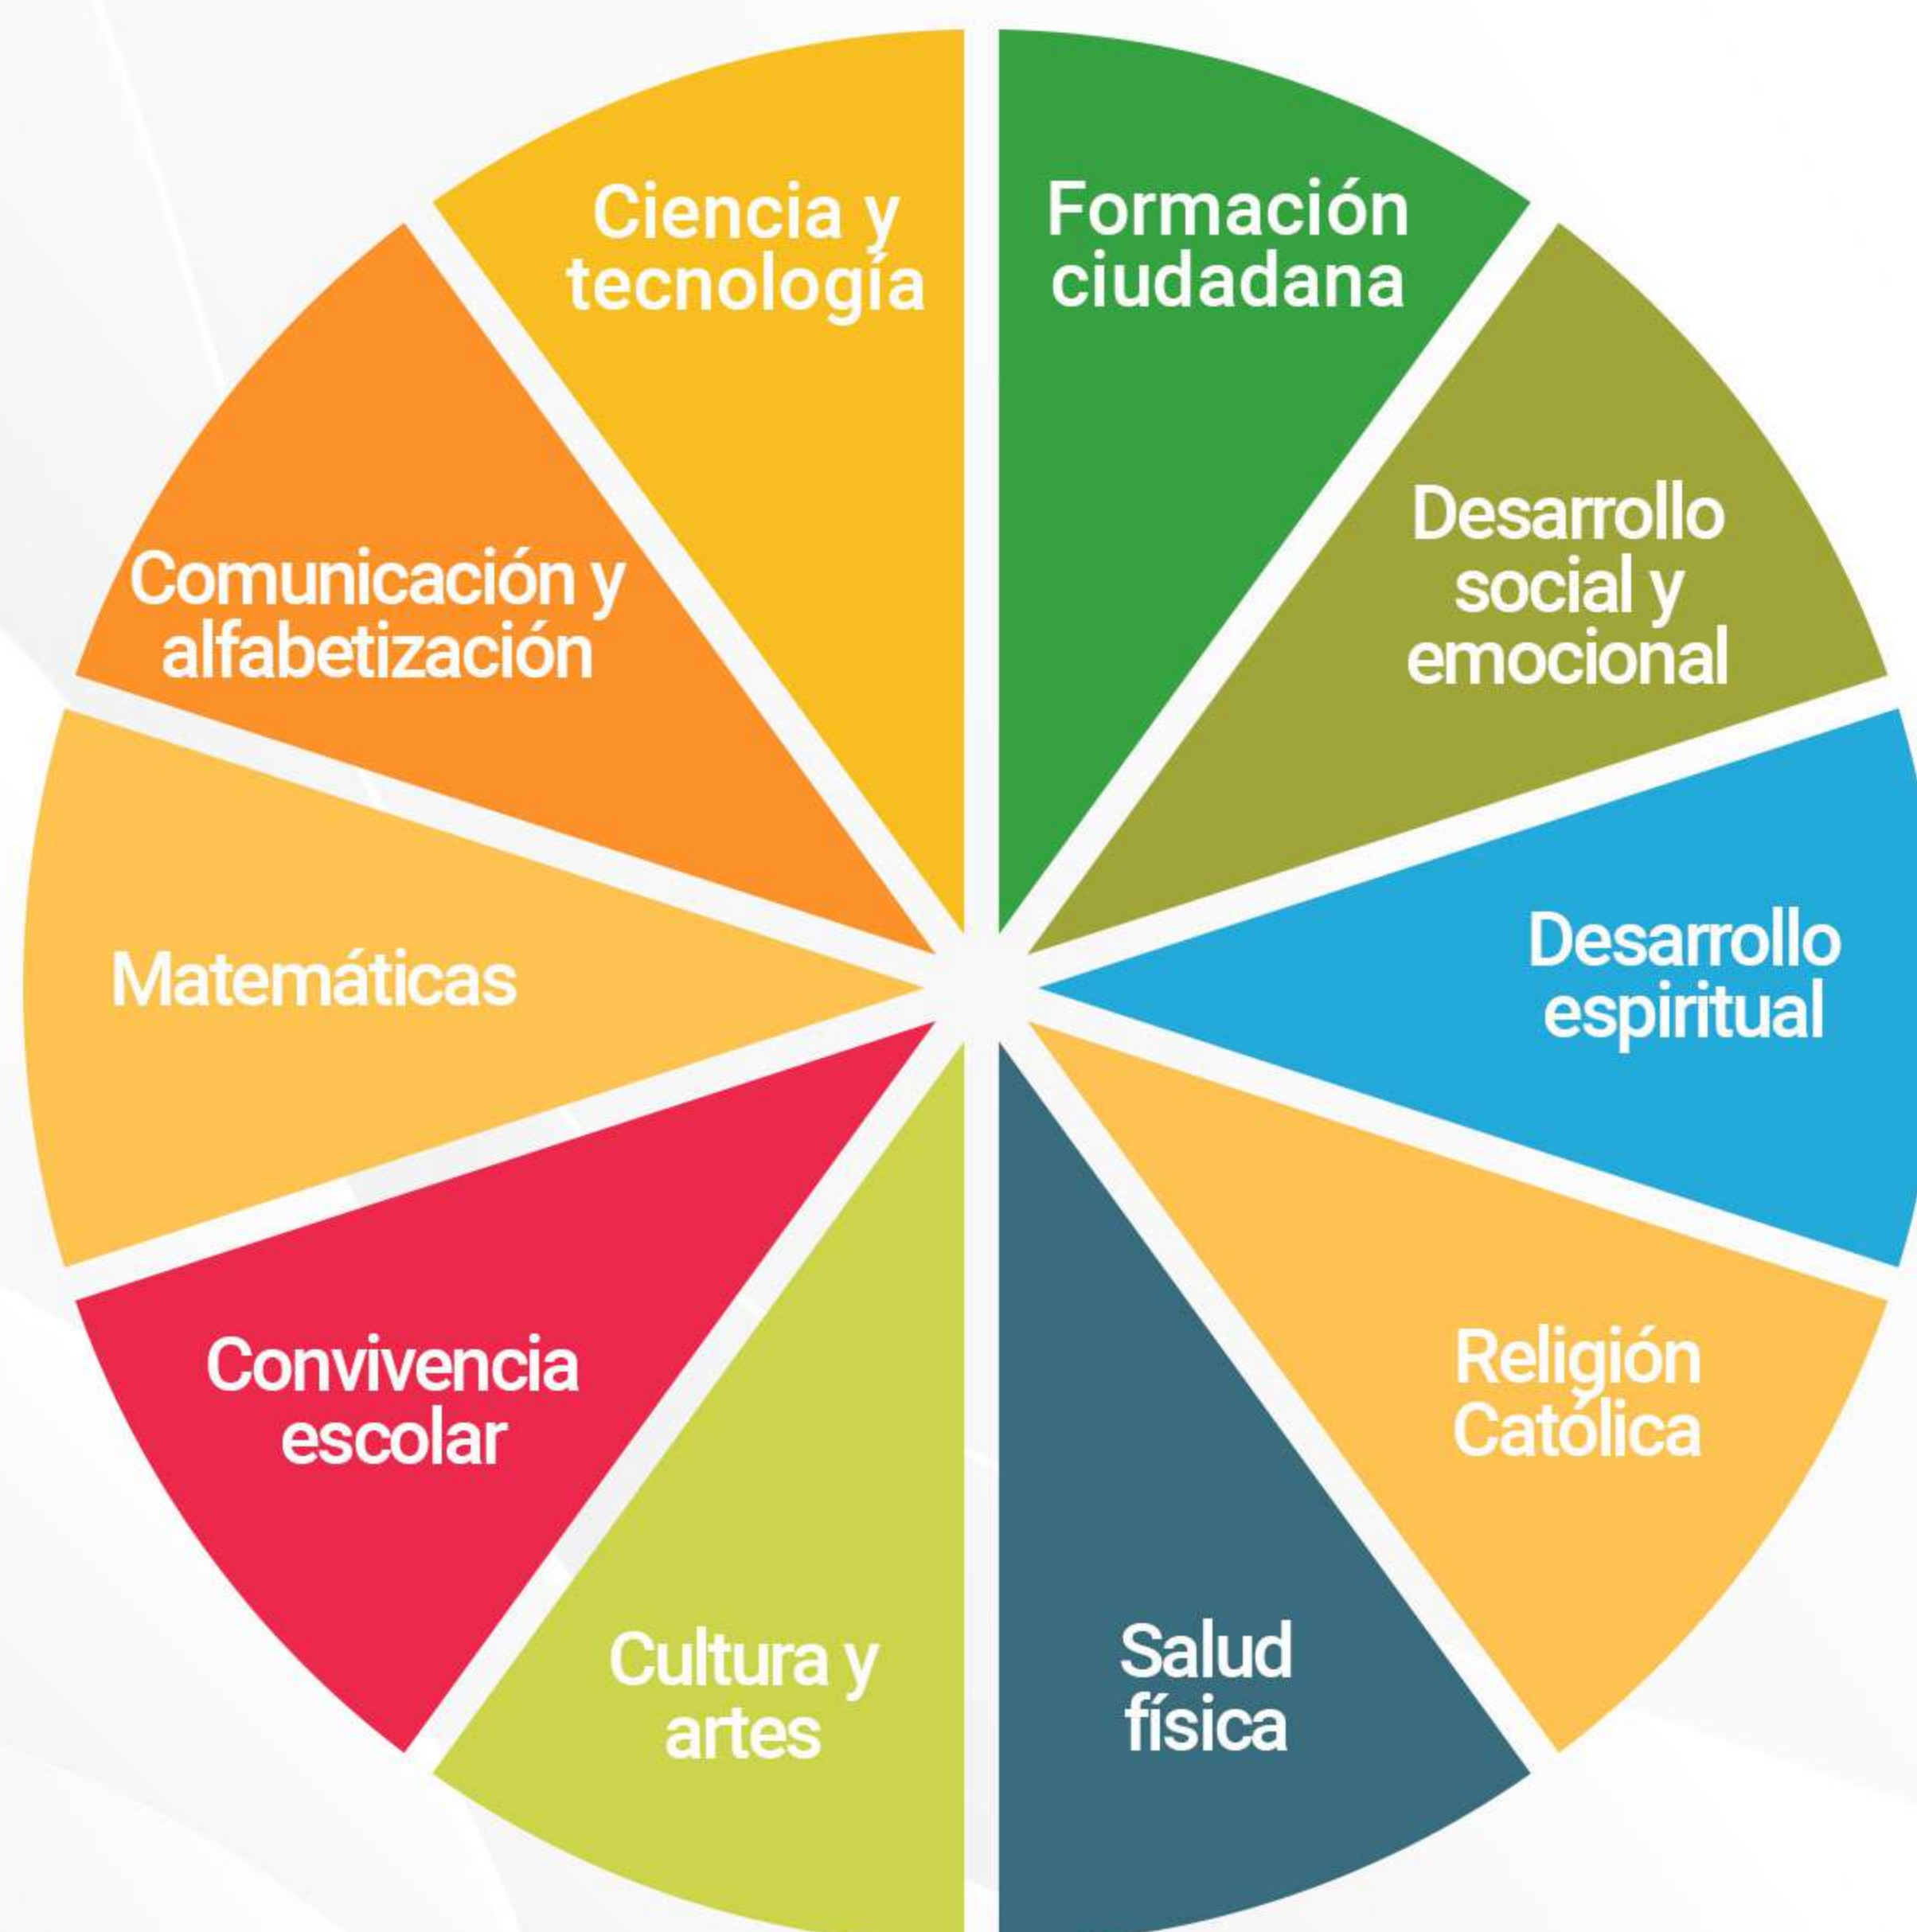 Ciencia y
tecnología
Formación
ciudadana
Desarrollo
social y
emocional
Comunicación y
alfabetización
Desarrollo
espiritual
Matemáticas
Religión
Católica
Convivencia
escolar
Salud
física
Cultura y
artes